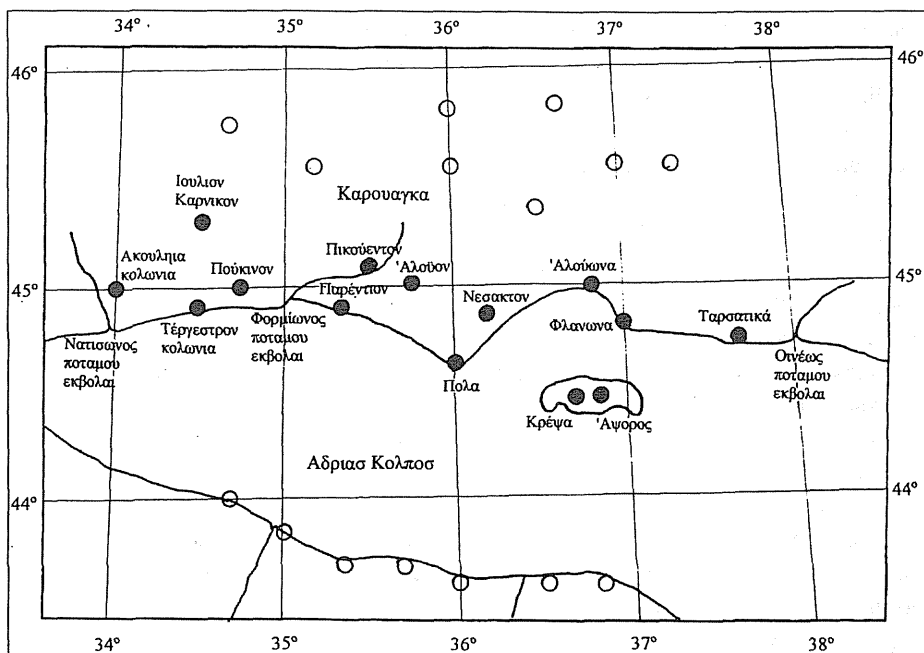 34° 35° 36° 37° 38°
46° 46°
Ιουλιον
Καρνικον
Καρουαγκα
Ακουληια
κολωνια
Πούκινον
Πικούεντον
'Αλοϋον
'Αλούωνα
45° 45°
Παρέντιον
Νεσακτον
Τέργεστρον
κολωνια
Φορμίωνος
ποταμου
εκβολαι
Νατισωνος
ποταμου
εκβολαι
Φλανωνα
Ταρσατικά
Οινέως
ποταμου
εκβολαι
Πολα
Κρέψα
'Αψορος
Αδριασ Κολποσ
44° 44°
34° 35° 36° 37° 38°